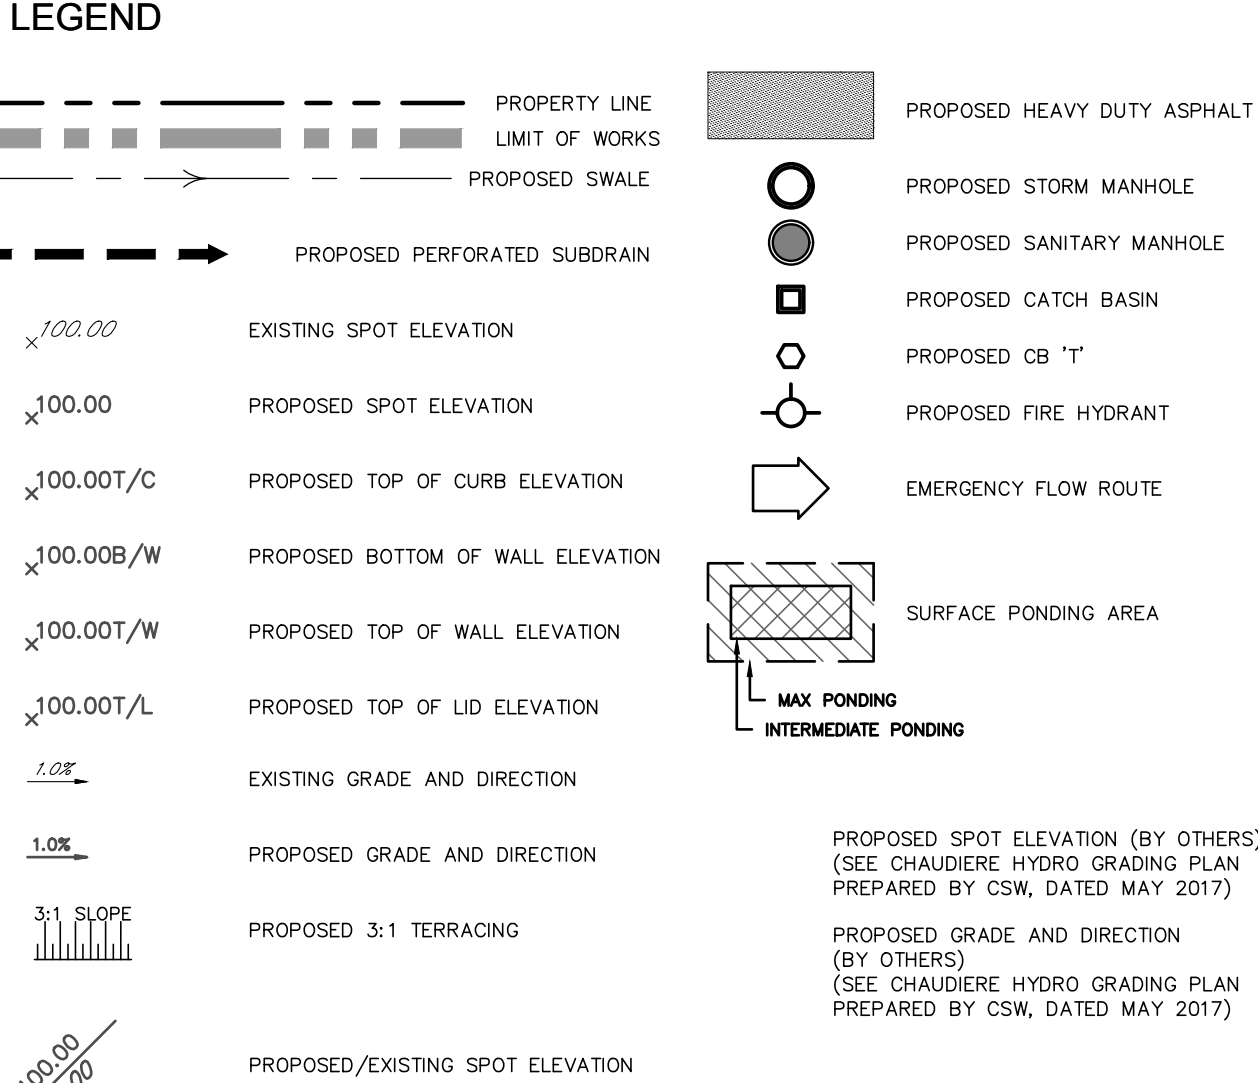 LEGEND
PROPERTY LINE
LIMIT OF WORKS
PROPOSED SWALE
PROPOSED PERFORATED SUBDRAIN
100.00 EXISTING SPOT ELEVATION
100.00 PROPOSED SPOT ELEVATION
100.00T/C PROPOSED TOP OF CURB ELEVATION
100.00B/W PROPOSED BOTTOM OF WALL ELEVATION
100.00T/W PROPOSED TOP OF WALL ELEVATION
100.00T/L PROPOSED TOP OF LID ELEVATION
1.0% EXISTING GRADE AND DIRECTION
1.0% PROPOSED GRADE AND DIRECTION
3:1 SLOPE
PROPOSED 3:1 TERRACING
PROPOSED/EXISTING SPOT ELEVATION
PROPOSED HEAVY DUTY ASPHALT
PROPOSED STORM MANHOLE
PROPOSED SANITARY MANHOLE
PROPOSED CATCH BASIN
PROPOSED CB 'T'
PROPOSED FIRE HYDRANT
EMERGENCY FLOW ROUTE
SURFACE PONDING AREA
MAX PONDING
INTERMEDIATE PONDING
PROPOSED SPOT ELEVATION (BY OTHERS)
(SEE CHAUDIERE HYDRO GRADING PLAN
PREPARED BY CSW, DATED MAY 2017)
PROPOSED GRADE AND DIRECTION
(BY OTHERS)
(SEE CHAUDIERE HYDRO GRADING PLAN
PREPARED BY CSW, DATED MAY 2017)